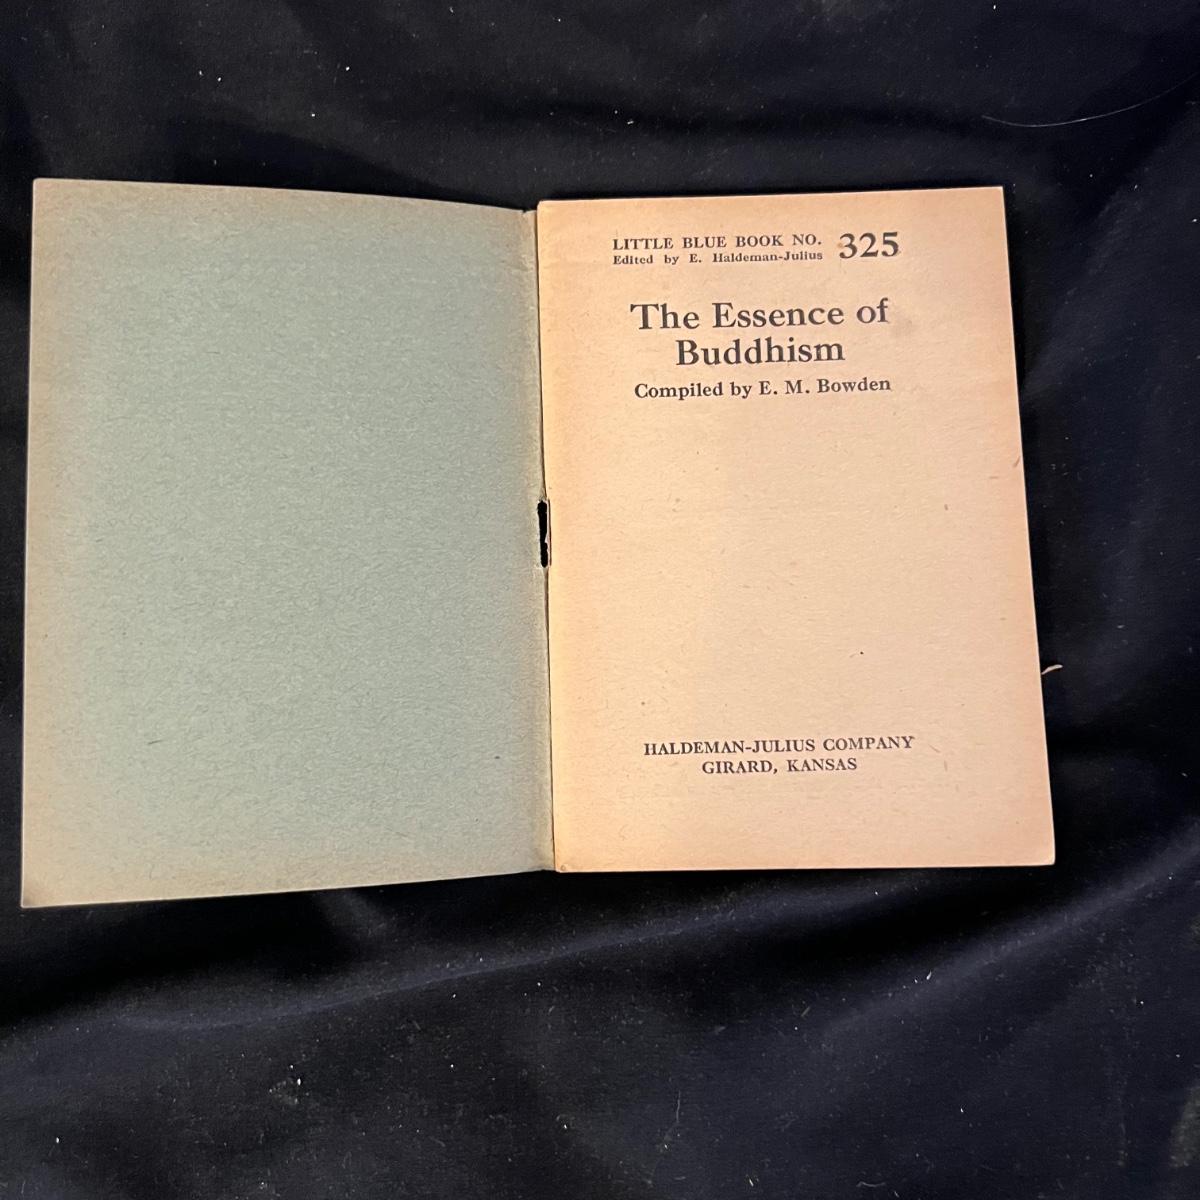 LITTLE BLUE BOOK NO. 325
Edited by E. Haldeman-Julius
The Essence of
Buddhism
Compiled by E. M. Bowden
HALDEMAN-JULIUS COMPANY
GIRARD, KANSAS